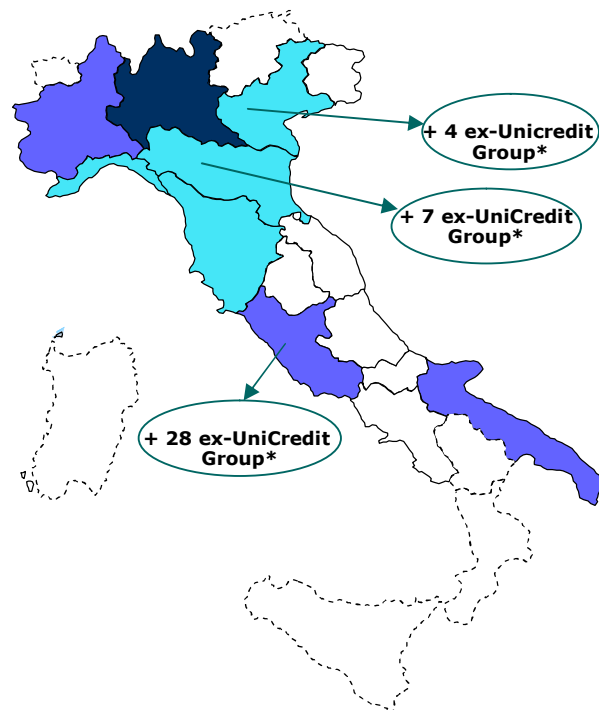 + 4 ex-Unicredit
Group*
+ 7 ex-UniCredit
Group*
+ 28 ex-UniCredit
Group*